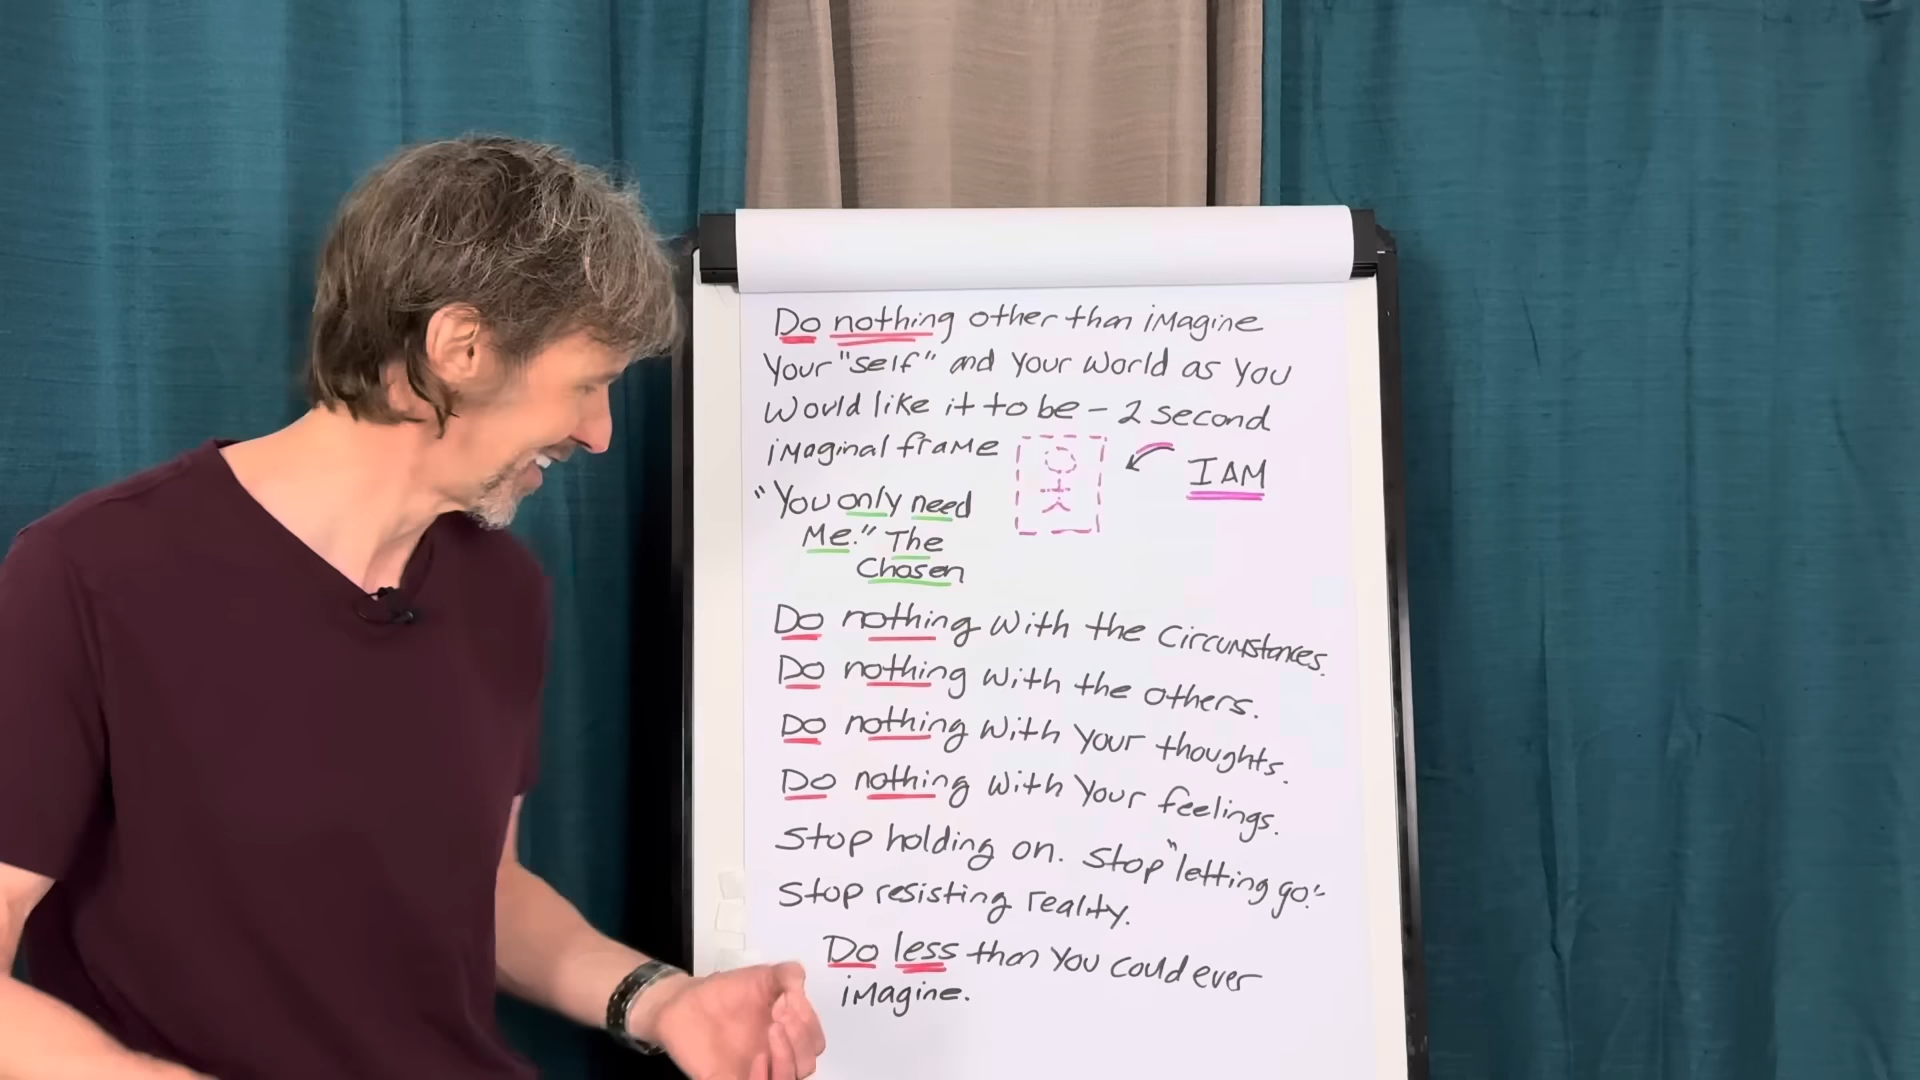 Do nothing other than imagine
Your "self" and your world as you
would like it to be - 2 second
imaginal frame
I AM
"You only need
Me." The
Chosen
Do nothing with the circumstances.
Do nothing with the others.
Do nothing with your thoughts.
Do nothing with your feelings.
Stop holding on. Stop "letting go".
Stop resisting reality.
Do less than you could ever
imagine.